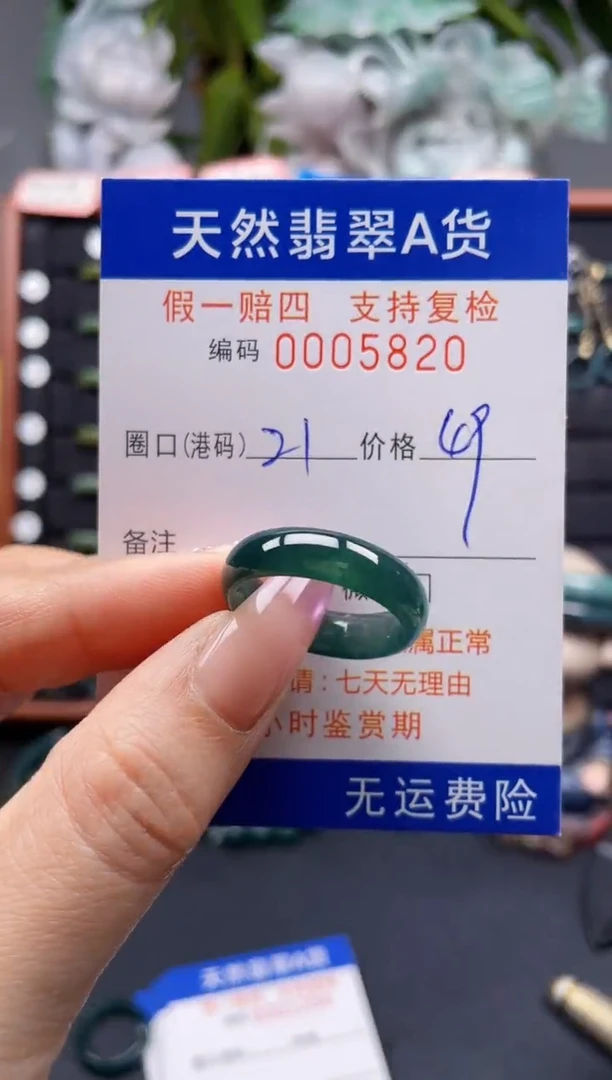 天然翡翠A货
假一赔四 支持复检
编码 0005820
圈口(港码) 21 价格 49
备注
属正常
请:七天无理由
小时鉴赏期
无运费险